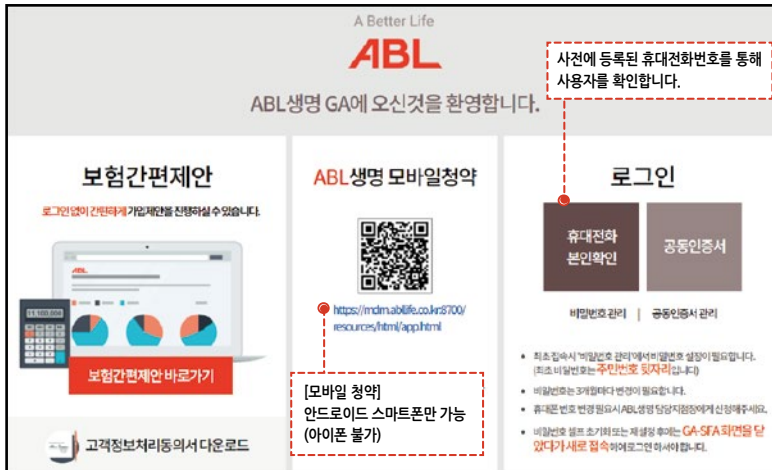 A Better Life
ABL
ABL생명 GA에 오신것을 환영합니다.
사전에 등록된 휴대전화번호를 통해
사용자를 확인합니다.
보험간편제안
로그인 없이 간편하게 가입제안을 진행하실 수 있습니다.
ABL
11,100,004
보험간편제안 바로가기
고객정보처리동의서 다운로드
ABL생명 모바일청약
https://mdm.abllife.co.kr:8700/
resources/html/app.html
[모바일 청약]
안드로이드 스마트폰만 가능
(아이폰 불가)
로그인
휴대전화
본인확인
공동인증서
비밀번호 관리 | 공동인증서 관리
• 최초 접속시 '비밀번호 관리'에서 비밀번호 설정이 필요합니다.
(최초 비밀번호는 주민번호 뒷자리입니다)
• 비밀번호는 3개월마다 변경이 필요합니다.
• 휴대폰 번호 변경 필요시 ABL생명 담당지점장에게 신청해주세요.
• 비밀번호 셀프 초기화 또는 재설정 후에는 GA-SFA 화면을 닫
았다가 새로 접속하여 로그인 하셔야 합니다.